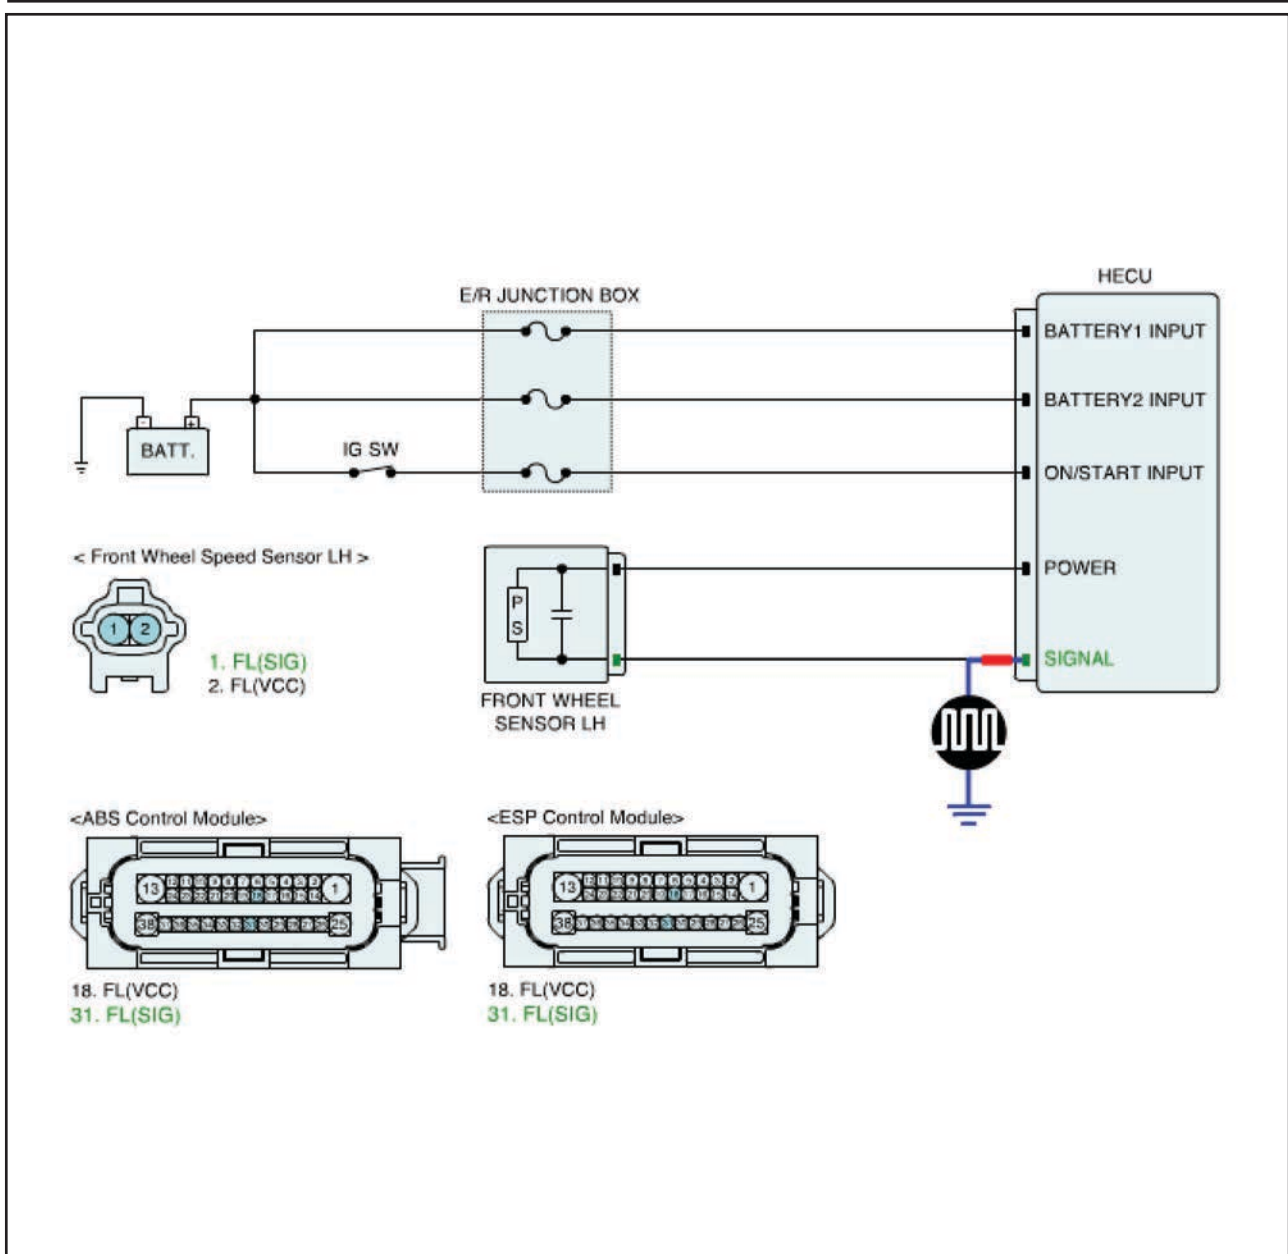 HECU
E/R JUNCTION BOX
BATTERY1 INPUT
BATTERY2 INPUT
- +
BATT.
IG SW
ON/START INPUT
< Front Wheel Speed Sensor LH >
POWER
P
S
1 2
1. FL(SIG)
2. FL(VCC)
SIGNAL
FRONT WHEEL
SENSOR LH
<ABS Control Module>
<ESP Control Module>
13 1
38 25
13 1
38 25
18. FL(VCC)
31. FL(SIG)
18. FL(VCC)
31. FL(SIG)